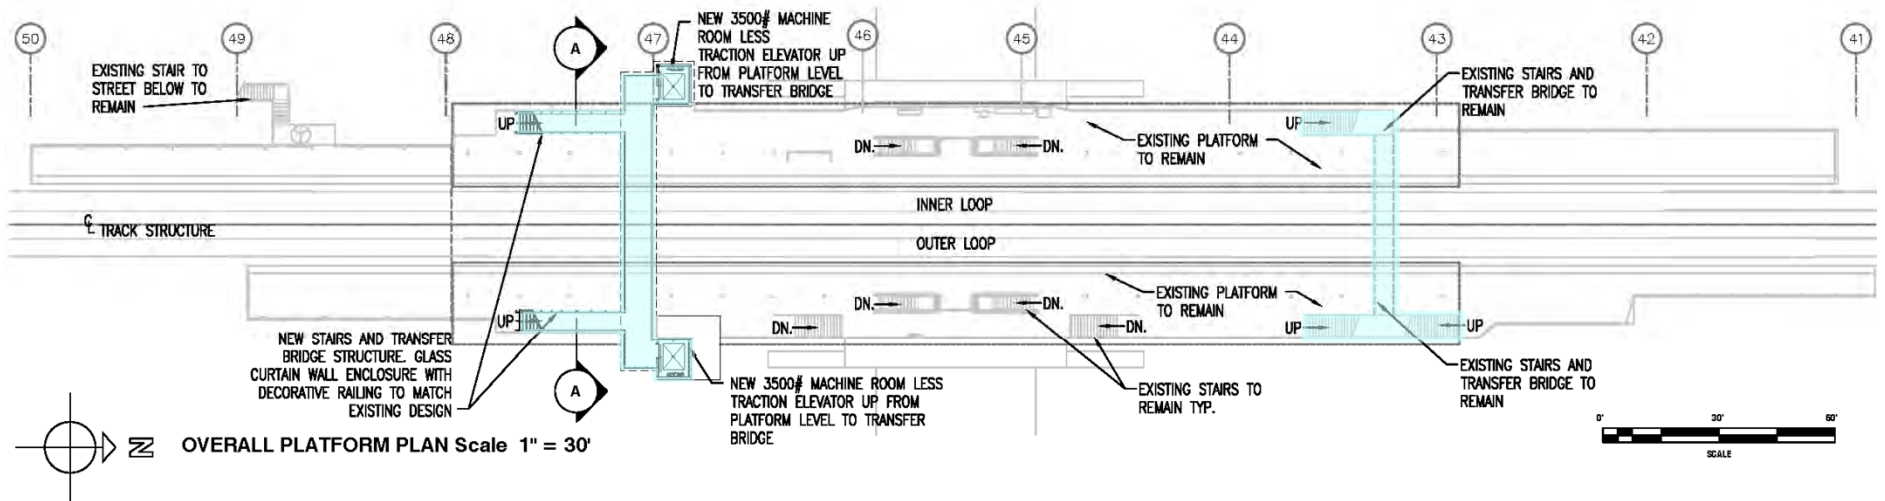 50
49
48
A
47
46
45
44
43
42
41
EXISTING STAIR TO
STREET BELOW TO
REMAIN
NEW 3500# MACHINE
ROOM LESS
TRACTION ELEVATOR UP
FROM PLATFORM LEVEL
TO TRANSFER BRIDGE
EXISTING STAIRS AND
TRANSFER BRIDGE TO
REMAIN
UP
DN.
DN.
EXISTING PLATFORM
TO REMAIN
UP
INNER LOOP
℄ TRACK STRUCTURE
OUTER LOOP
UP
DN.
DN.
DN.
DN.
EXISTING PLATFORM
TO REMAIN
UP
UP
NEW STAIRS AND TRANSFER
BRIDGE STRUCTURE. GLASS
CURTAIN WALL ENCLOSURE WITH
DECORATIVE RAILING TO MATCH
EXISTING DESIGN
A
NEW 3500# MACHINE ROOM LESS
TRACTION ELEVATOR UP FROM
PLATFORM LEVEL TO TRANSFER
BRIDGE
EXISTING STAIRS TO
REMAIN TYP.
EXISTING STAIRS AND
TRANSFER BRIDGE TO
REMAIN
N
OVERALL PLATFORM PLAN Scale 1" = 30'
0'
30'
60'
SCALE